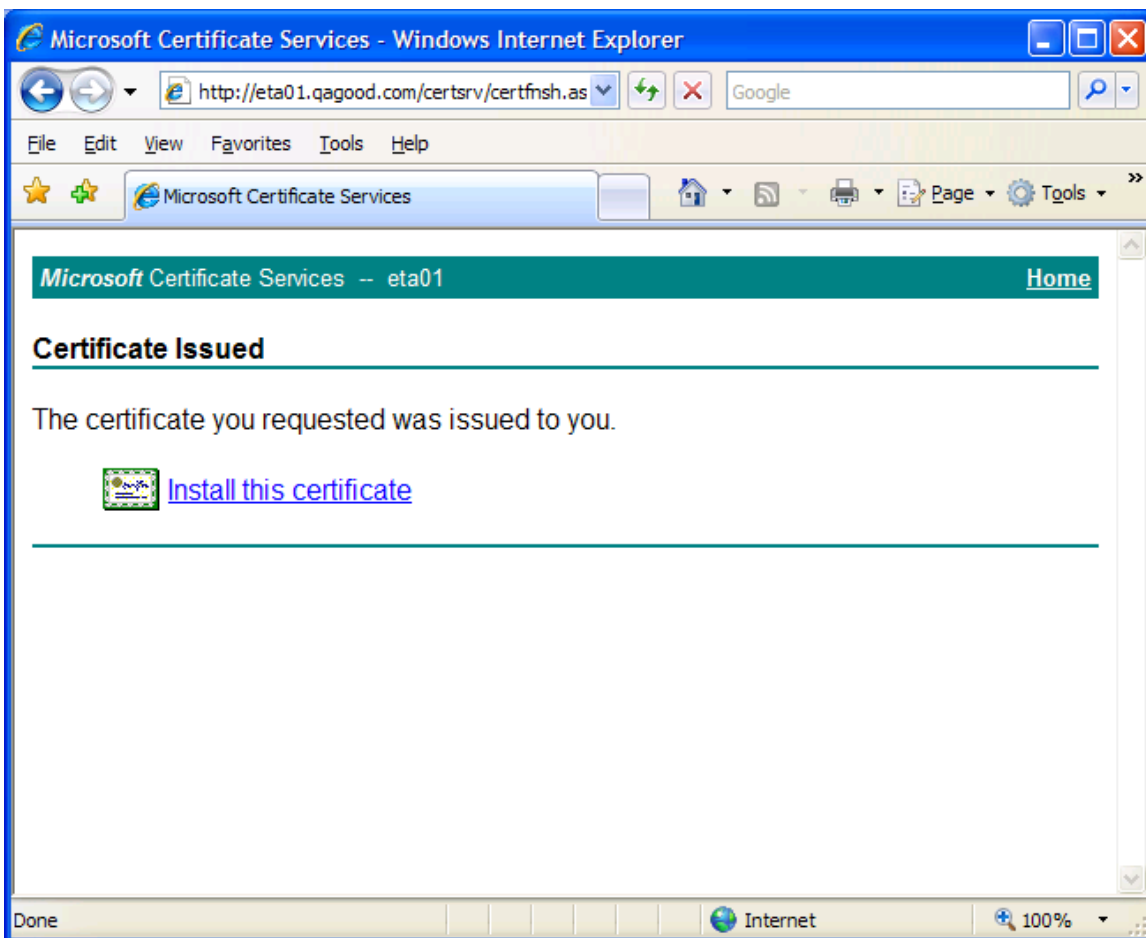 Microsoft Certificate Services - Windows Internet Explorer
http://eta01.qagood.com/certsrv/certfnsh.as
Google
File Edit View Favorites Tools Help
Microsoft Certificate Services
Page Tools »
Microsoft Certificate Services -- eta01 Home
Certificate Issued
The certificate you requested was issued to you.
Install this certificate
Done Internet 100%